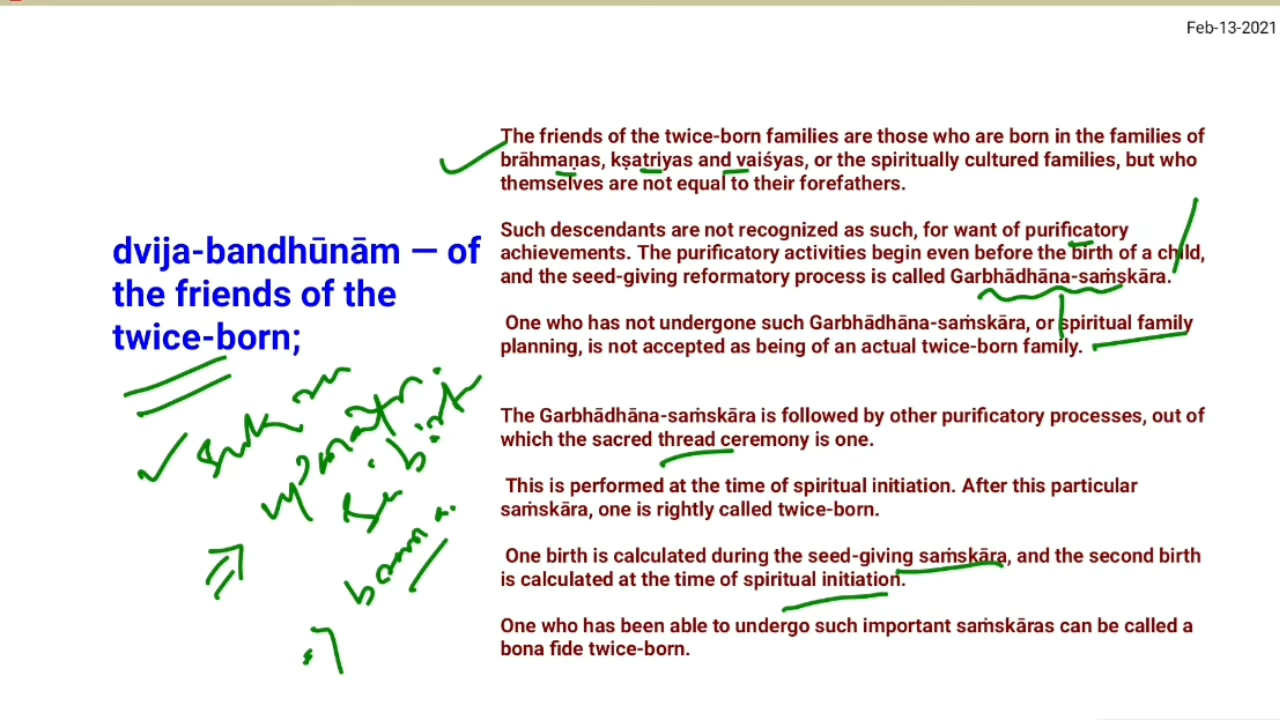 Feb-13-2021
The friends of the twice-born families are those who are born in the families of
brāhmaṇas, kṣatriyas and vaiśyas, or the spiritually cultured families, but who
themselves are not equal to their forefathers.
Such descendants are not recognized as such, for want of purificatory
achievements. The purificatory activities begin even before the birth of a child,
and the seed-giving reformatory process is called Garbhādhāna-saṁskāra.
One who has not undergone such Garbhādhāna-saṁskāra, or spiritual family
planning, is not accepted as being of an actual twice-born family.
The Garbhādhāna-saṁskāra is followed by other purificatory processes, out of
which the sacred thread ceremony is one.
This is performed at the time of spiritual initiation. After this particular
saṁskāra, one is rightly called twice-born.
One birth is calculated during the seed-giving saṁskāra, and the second birth
is calculated at the time of spiritual initiation.
One who has been able to undergo such important saṁskāras can be called a
bona fide twice-born.
dvija-bandhūnām — of
the friends of the
twice-born;